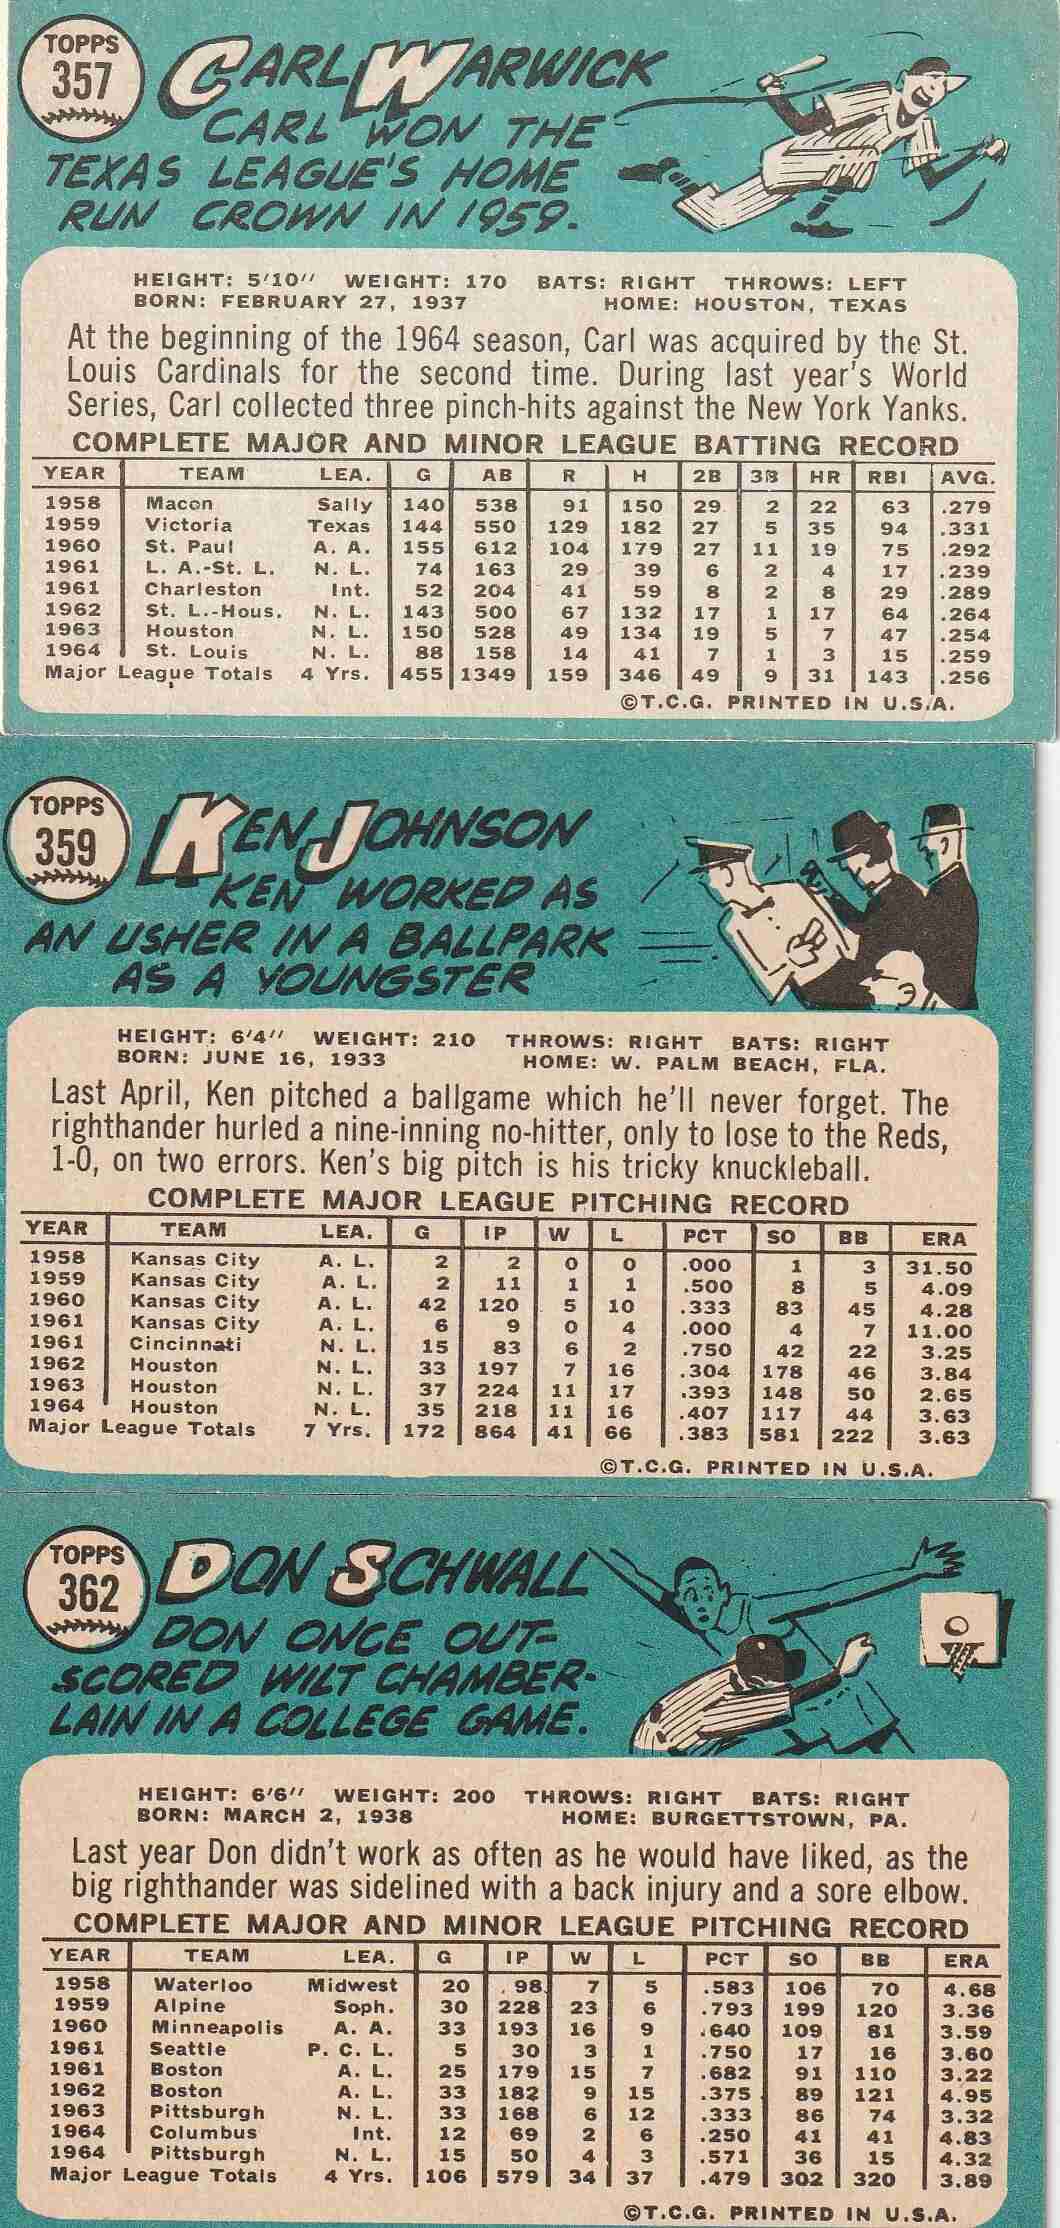 TOPPS
357
CARL WARWICK
CARL WON THE
TEXAS LEAGUE'S HOME
RUN CROWN IN 1959.
HEIGHT: 5'10" WEIGHT: 170 BATS: RIGHT THROWS: LEFT
BORN: FEBRUARY 27, 1937 HOME: HOUSTON, TEXAS
At the beginning of the 1964 season, Carl was acquired by the St.
Louis Cardinals for the second time. During last year's World
Series, Carl collected three pinch-hits against the New York Yanks.
COMPLETE MAJOR AND MINOR LEAGUE BATTING RECORD
YEAR TEAM LEA. G AB R H 2B 3B HR RBI AVG.
1958 Macon Sally 140 538 91 150 29 2 22 63 .279
1959 Victoria Texas 144 550 129 182 27 5 35 94 .331
1960 St. Paul A. A. 155 612 104 179 27 11 19 75 .292
1961 L. A.-St. L. N. L. 74 163 29 39 6 2 4 17 .239
1961 Charleston Int. 52 204 41 59 8 2 8 29 .289
1962 St. L.-Hous. N. L. 143 500 67 132 17 1 17 64 .264
1963 Houston N. L. 150 528 49 134 19 5 7 47 .254
1964 St. Louis N. L. 88 158 14 41 7 1 3 15 .259
Major League Totals 4 Yrs. 455 1349 159 346 49 9 31 143 .256
©T.C.G. PRINTED IN U.S.A.
TOPPS
359
KEN JOHNSON
KEN WORKED AS
AN USHER IN A BALLPARK
AS A YOUNGSTER
HEIGHT: 6'4" WEIGHT: 210 THROWS: RIGHT BATS: RIGHT
BORN: JUNE 16, 1933 HOME: W. PALM BEACH, FLA.
Last April, Ken pitched a ballgame which he'll never forget. The
righthander hurled a nine-inning no-hitter, only to lose to the Reds,
1-0, on two errors. Ken's big pitch is his tricky knuckleball.
COMPLETE MAJOR LEAGUE PITCHING RECORD
YEAR TEAM LEA. G IP W L PCT SO BB ERA
1958 Kansas City A. L. 2 2 0 0 .000 1 3 31.50
1959 Kansas City A. L. 2 11 1 1 .500 8 5 4.09
1960 Kansas City A. L. 42 120 5 10 .333 83 45 4.28
1961 Kansas City A. L. 6 9 0 4 .000 4 7 11.00
1961 Cincinnati N. L. 15 83 6 2 .750 42 22 3.25
1962 Houston N. L. 33 197 7 16 .304 178 46 3.84
1963 Houston N. L. 37 224 11 17 .393 148 50 2.65
1964 Houston N. L. 35 218 11 16 .407 117 44 3.63
Major League Totals 7 Yrs. 172 864 41 66 .383 581 222 3.63
©T.C.G. PRINTED IN U.S.A.
TOPPS
362
DON SCHWALL
DON ONCE OUT-
SCORED WILT CHAMBER-
LAIN IN A COLLEGE GAME.
HEIGHT: 6'6" WEIGHT: 200 THROWS: RIGHT BATS: RIGHT
BORN: MARCH 2, 1938 HOME: BURGETTSTOWN, PA.
Last year Don didn't work as often as he would have liked, as the
big righthander was sidelined with a back injury and a sore elbow.
COMPLETE MAJOR AND MINOR LEAGUE PITCHING RECORD
YEAR TEAM LEA. G IP W L PCT SO BB ERA
1958 Waterloo Midwest 20 98 7 5 .583 106 70 4.68
1959 Alpine Soph. 30 228 23 6 .793 199 120 3.36
1960 Minneapolis A. A. 33 193 16 9 .640 109 81 3.59
1961 Seattle P. C. L. 5 30 3 1 .750 17 16 3.60
1961 Boston A. L. 25 179 15 7 .682 91 110 3.22
1962 Boston A. L. 33 182 9 15 .375 89 121 4.95
1963 Pittsburgh N. L. 33 168 6 12 .333 86 74 3.32
1964 Columbus Int. 12 69 2 6 .250 41 41 4.83
1964 Pittsburgh N. L. 15 50 4 3 .571 36 15 4.32
Major League Totals 4 Yrs. 106 579 34 37 .479 302 320 3.89
©T.C.G. PRINTED IN U.S.A.